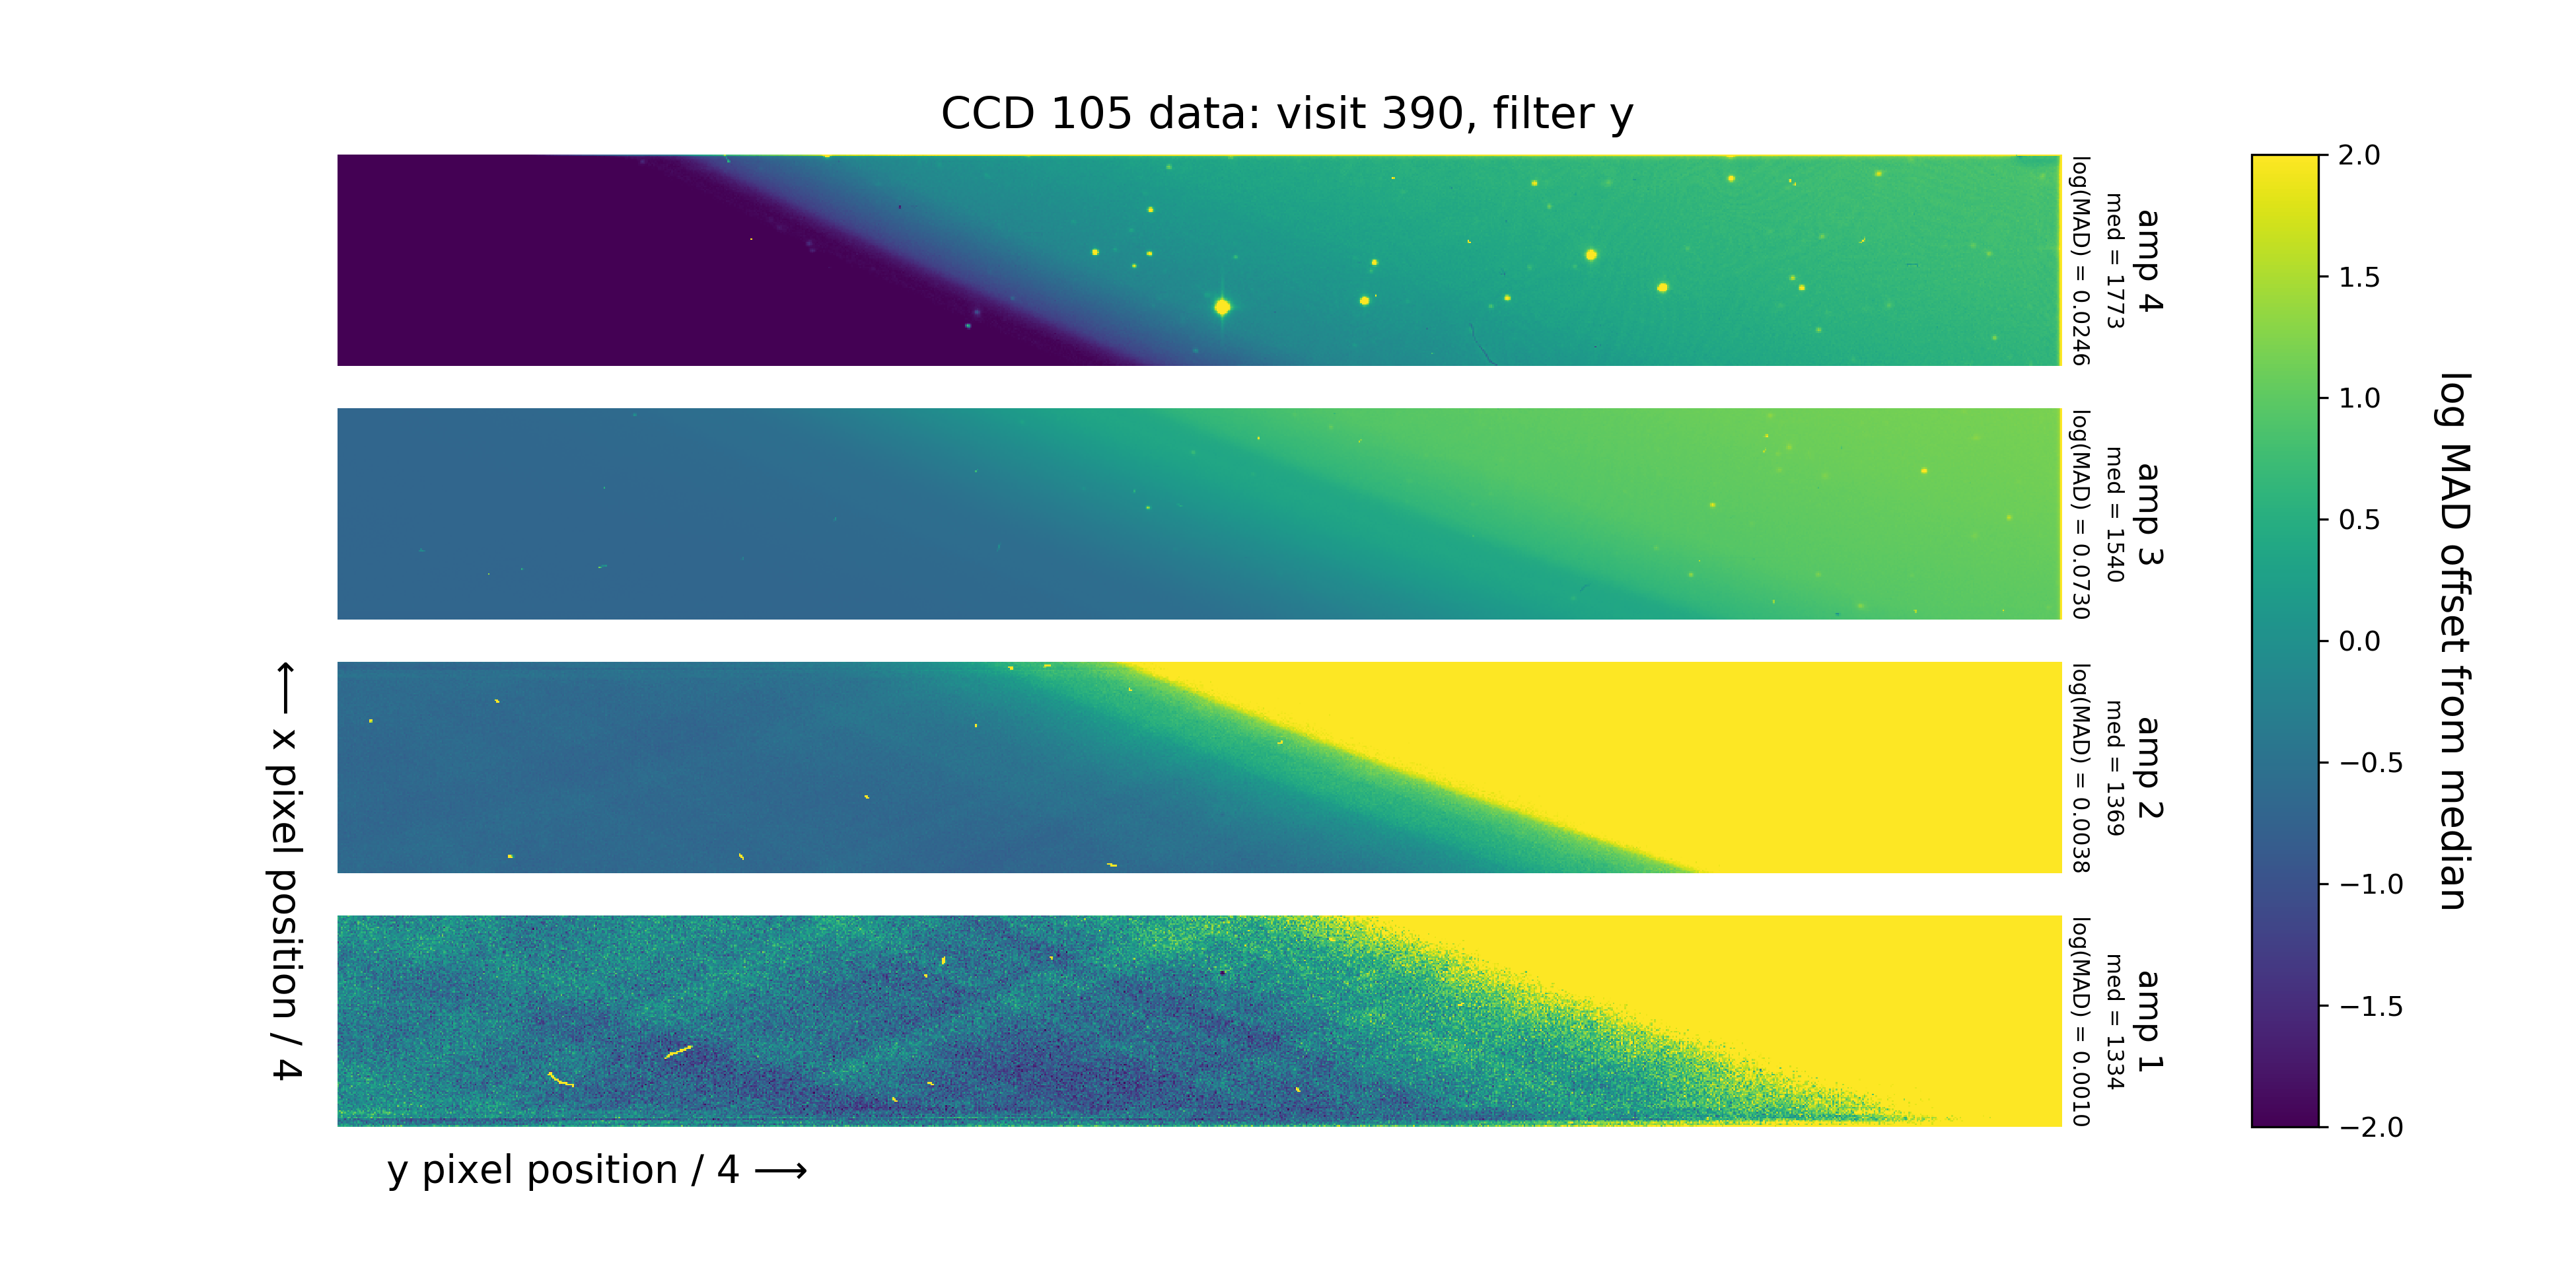 CCD 105 data: visit 390, filter y
amp 4
med = 1773
log(MAD) = 0.0246
amp 3
med = 1540
log(MAD) = 0.0730
amp 2
med = 1369
log(MAD) = 0.0038
amp 1
med = 1334
log(MAD) = 0.0010
⟵ x pixel position / 4
y pixel position / 4 ⟶
2.0
1.5
1.0
0.5
0.0
−0.5
−1.0
−1.5
−2.0
log MAD offset from median